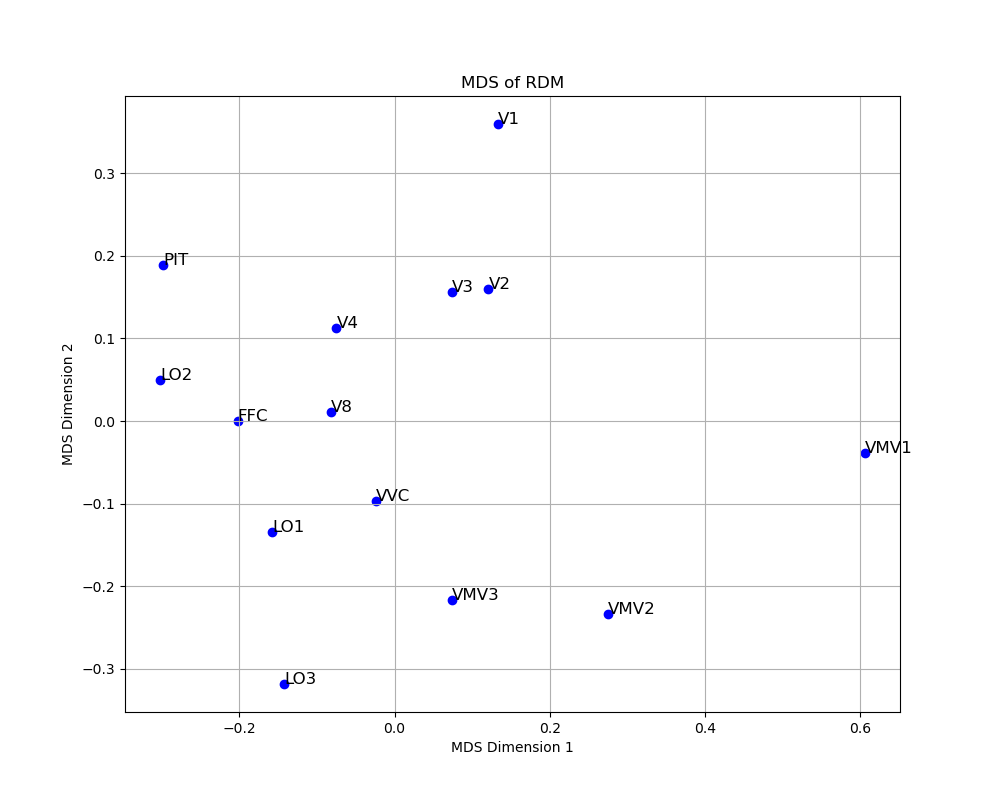 MDS of RDM
V1
0.3
PIT
0.2
V3
V2
V4
0.1
LO2
V8
FFC
0.0
VMV1
MDS Dimension 2
VVC
−0.1
LO1
VMV3
−0.2
VMV2
−0.3
LO3
−0.2
0.0
0.2
0.4
0.6
MDS Dimension 1